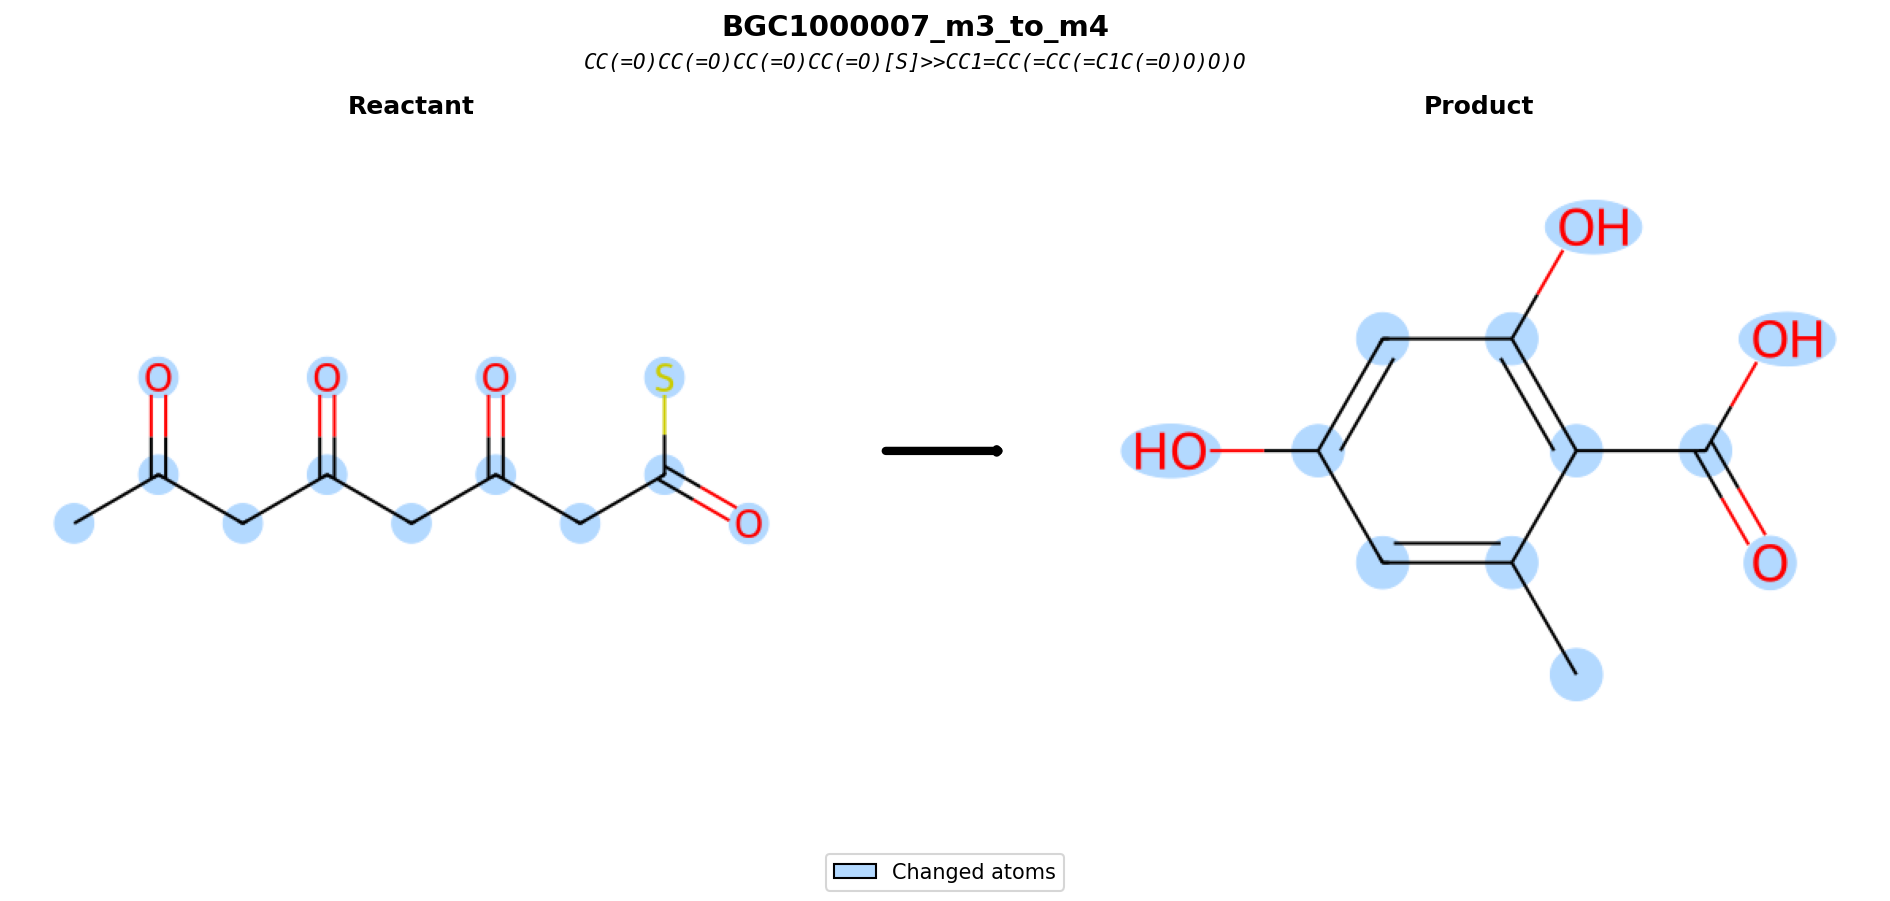 BGC1000007_m3_to_m4
CC(=O)CC(=O)CC(=O)CC(=O)[S]>>CC1=CC(=CC(=C1C(=O)O)O)O
Reactant
Product
OH
OH
O
O
O
S
HO
O
O
Changed atoms